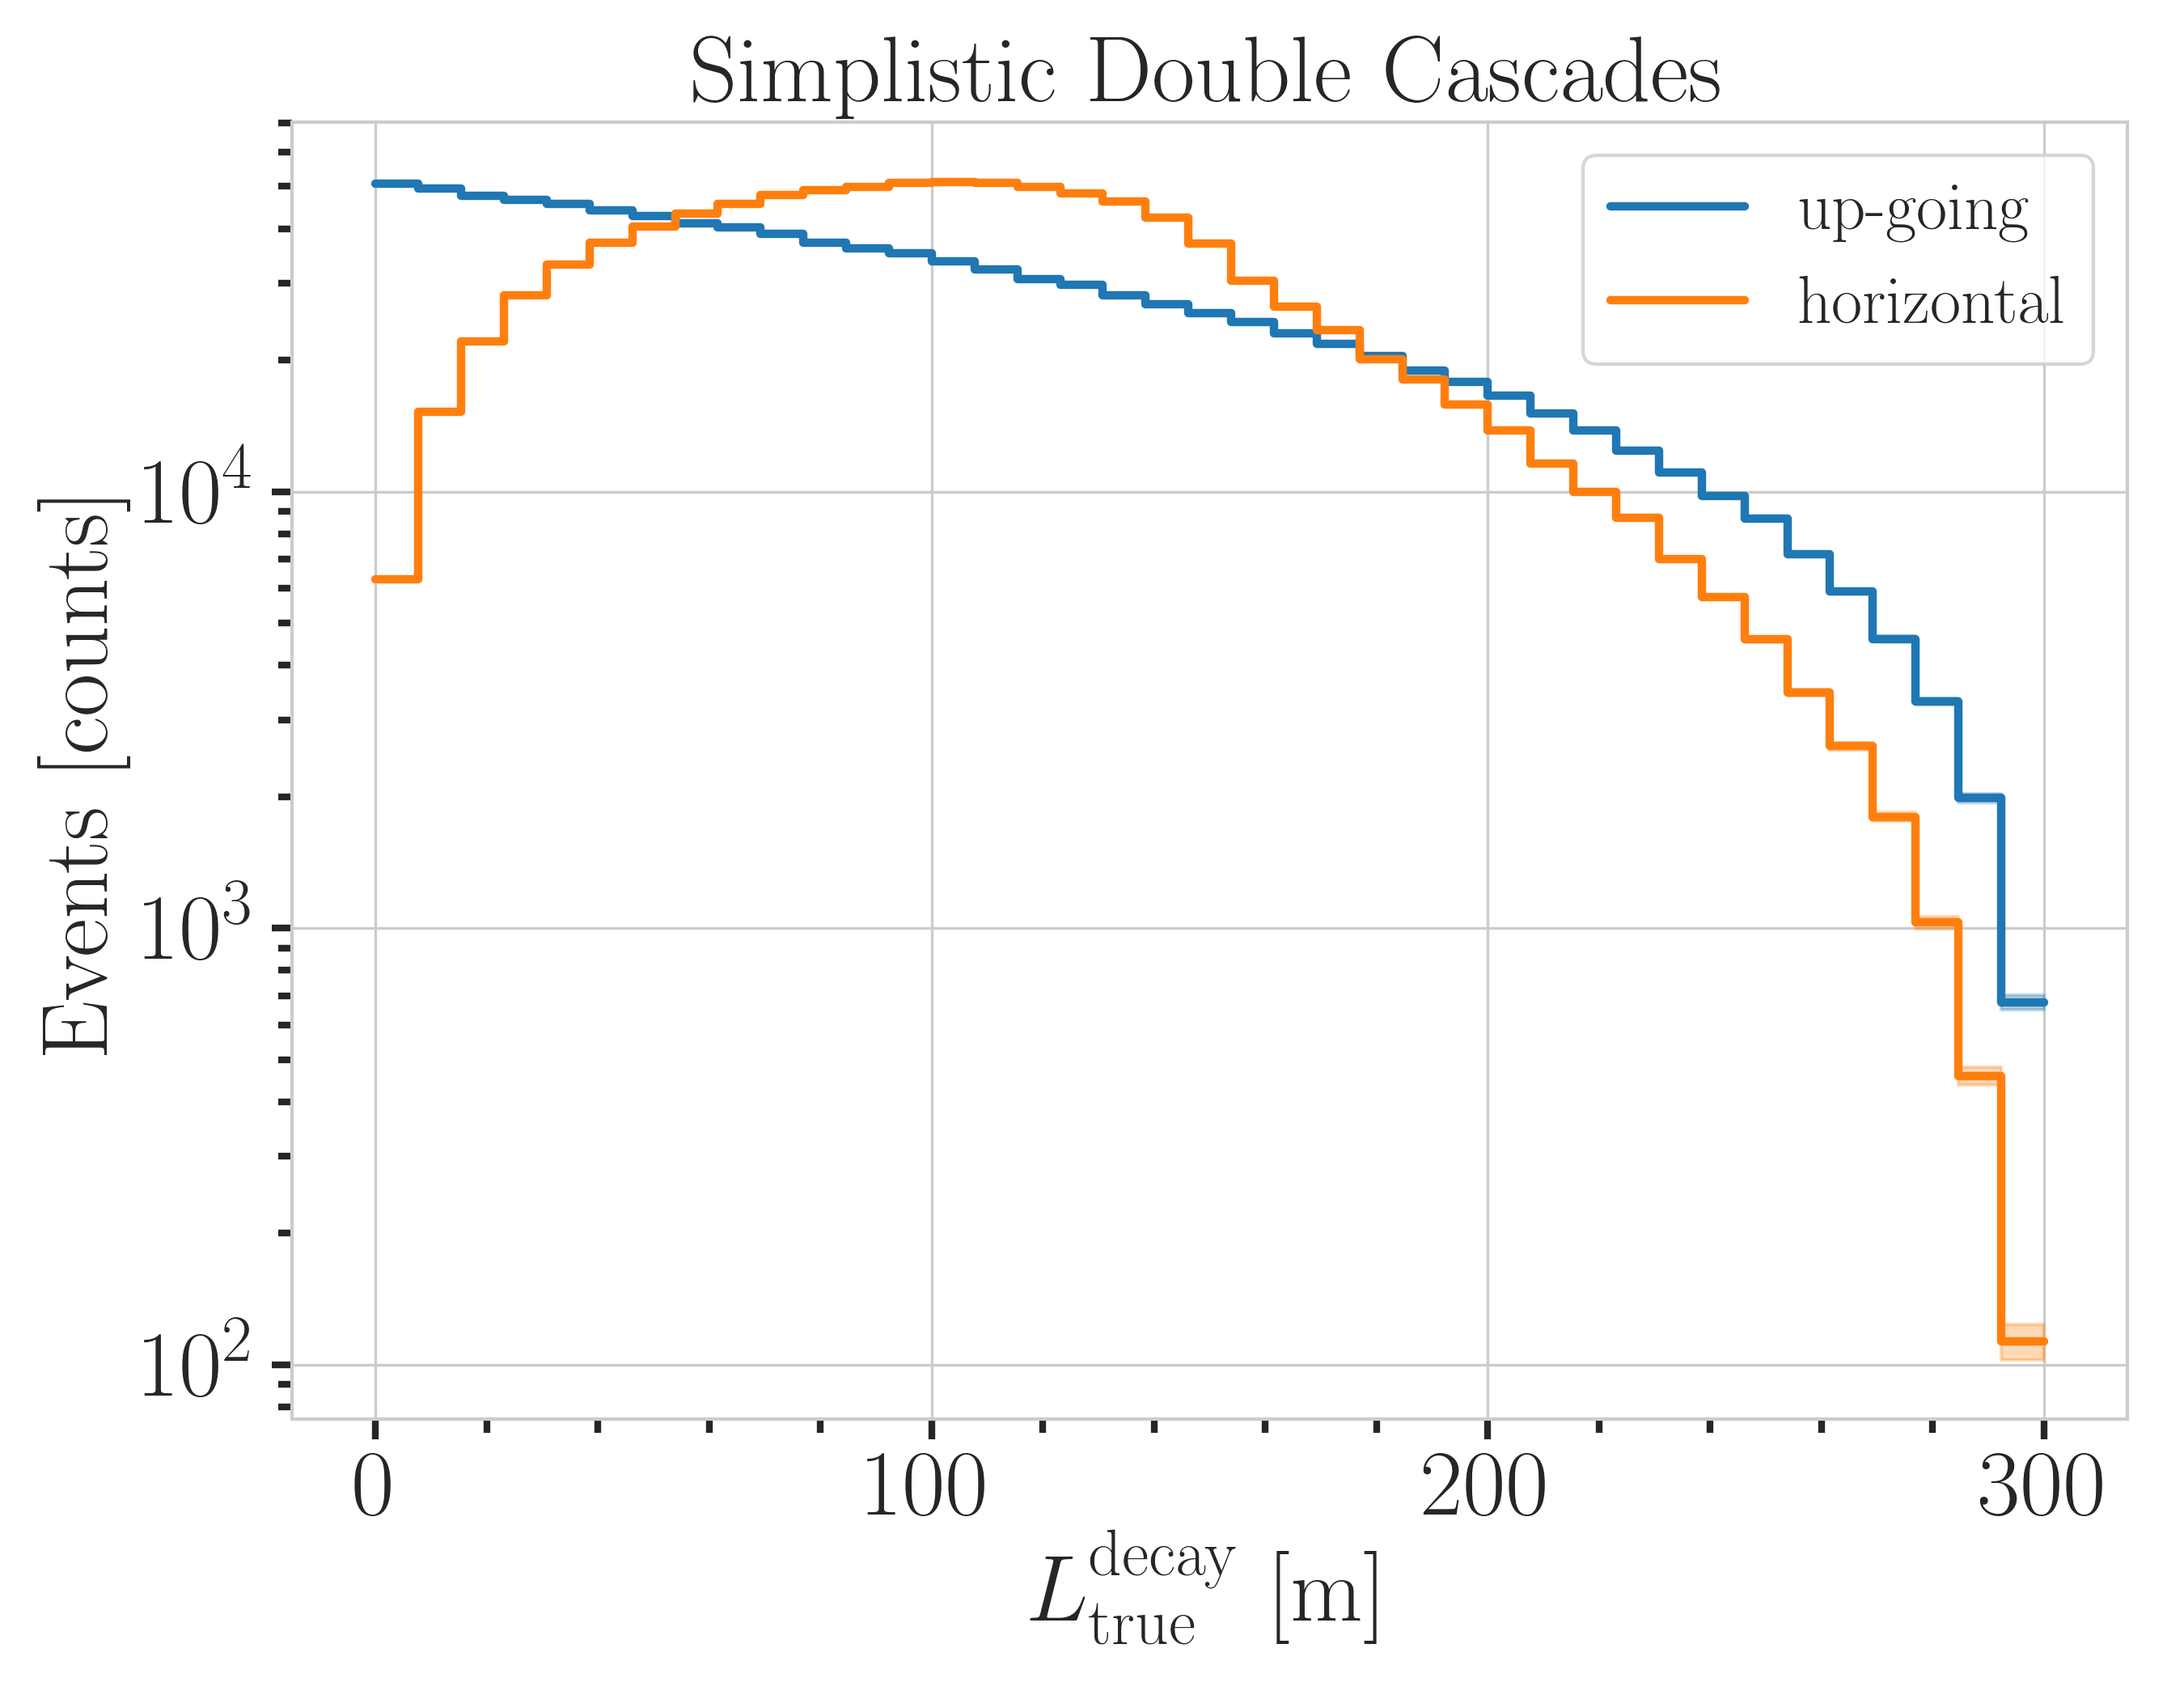 Simplistic Double Cascades
up-going
horizontal
Events [counts]
10^4
10^3
10^2
0 100 200 300
L_true^decay [m]